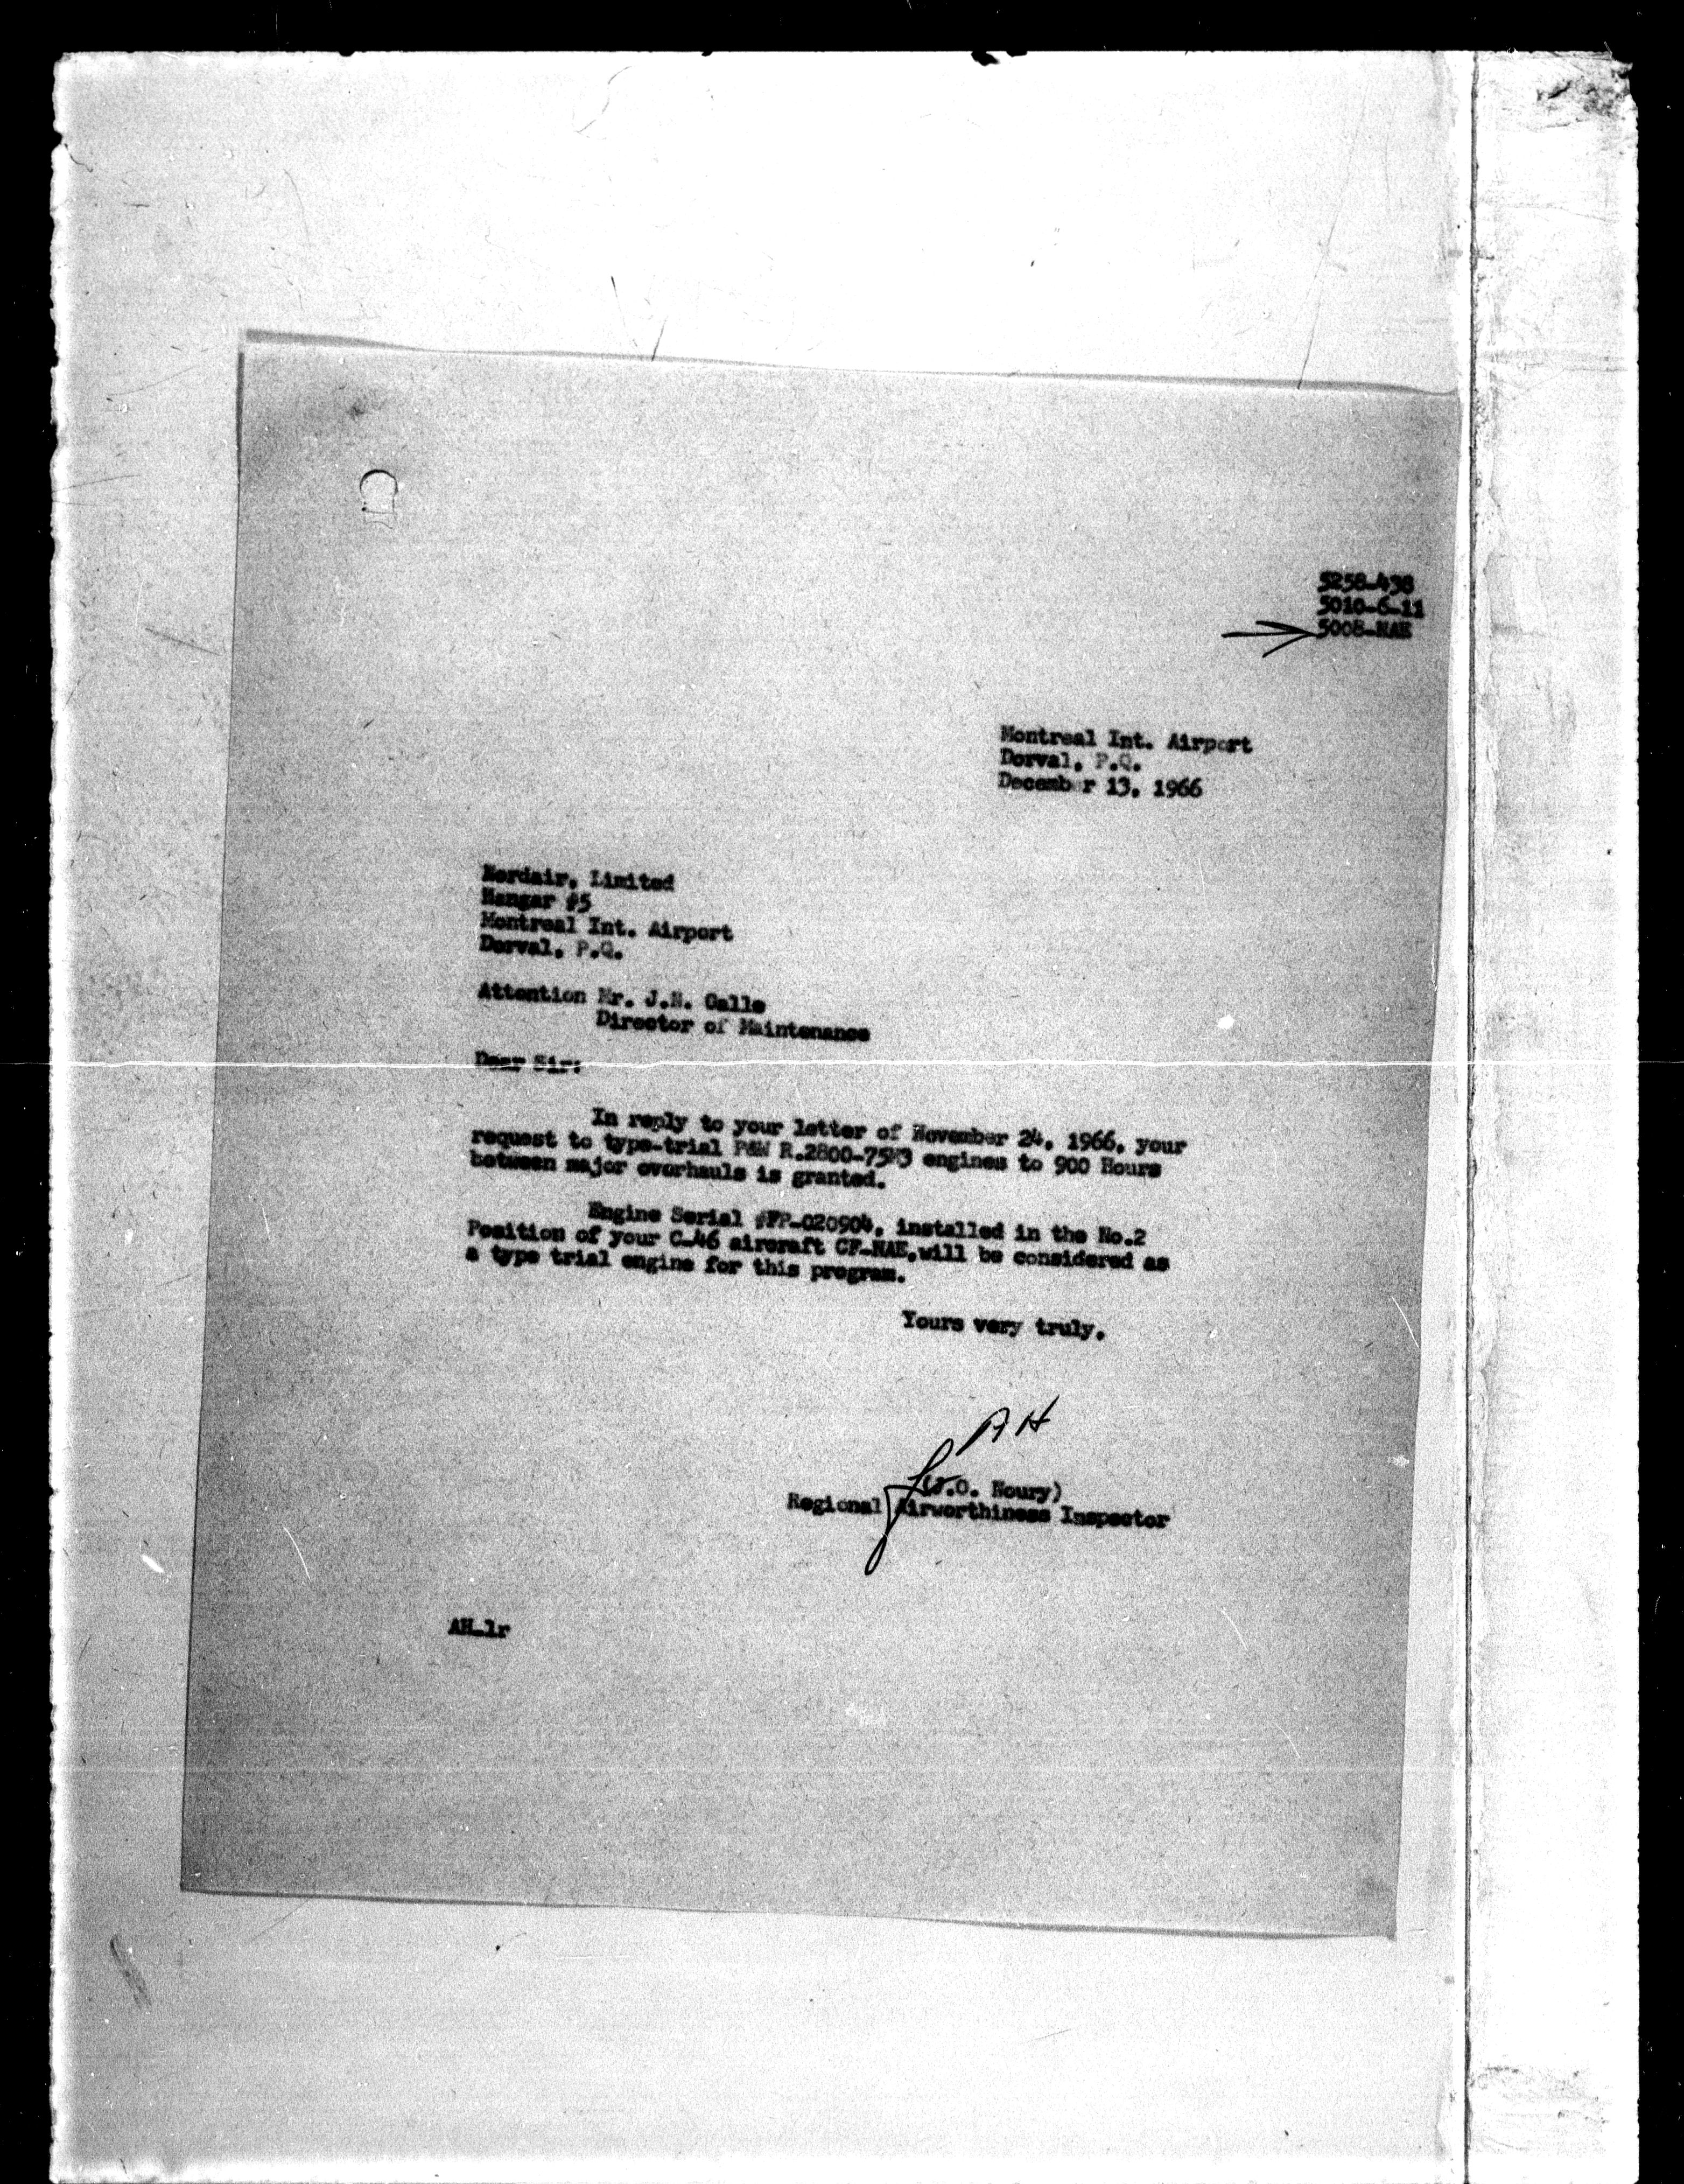 5258-438
5010-6-11
5008-NAE
Montreal Int. Airport
Dorval, P.Q.
December 13, 1966
Nordair, Limited
Hangar #5
Montreal Int. Airport
Dorval, P.Q.
Attention Mr. J.N. Galle
Director of Maintenance
Dear Sir:
In reply to your letter of November 24, 1966, your
request to type-trial P&W R.2800-75M3 engines to 900 Hours
between major overhauls is granted.
Engine Serial #FP-020904, installed in the No.2
Position of your C-46 aircraft CF-NAE, will be considered as
a type trial engine for this program.
Yours very truly,
AH
(J.O. Noury)
Regional Airworthiness Inspector
AH-lr